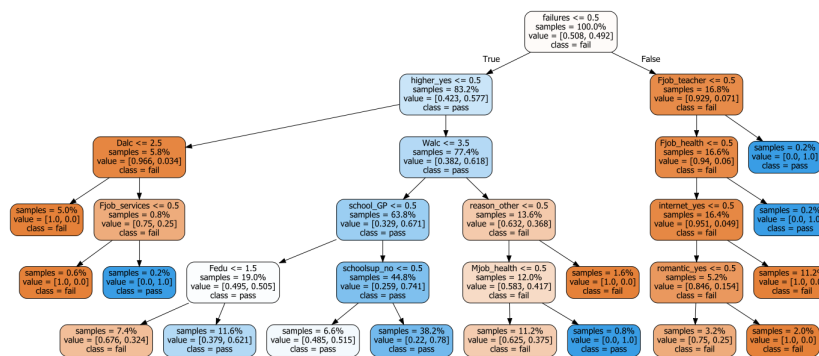 failures <= 0.5
samples = 100.0%
value = [0.508, 0.492]
class = fail
True
False
higher_yes <= 0.5
samples = 83.2%
value = [0.423, 0.577]
class = pass
Fjob_teacher <= 0.5
samples = 16.8%
value = [0.929, 0.071]
class = fail
Dalc <= 2.5
samples = 5.8%
value = [0.966, 0.034]
class = fail
Walc <= 3.5
samples = 77.4%
value = [0.382, 0.618]
class = pass
Fjob_health <= 0.5
samples = 16.6%
value = [0.94, 0.06]
class = fail
samples = 0.2%
value = [0.0, 1.0]
class = pass
samples = 5.0%
value = [1.0, 0.0]
class = fail
Fjob_services <= 0.5
samples = 0.8%
value = [0.75, 0.25]
class = fail
school_GP <= 0.5
samples = 63.8%
value = [0.329, 0.671]
class = pass
reason_other <= 0.5
samples = 13.6%
value = [0.632, 0.368]
class = fail
internet_yes <= 0.5
samples = 16.4%
value = [0.951, 0.049]
class = fail
samples = 0.2%
value = [0.0, 1.0
class = pass
samples = 0.6%
value = [1.0, 0.0]
class = fail
samples = 0.2%
value = [0.0, 1.0]
class = pass
Fedu <= 1.5
samples = 19.0%
value = [0.495, 0.505]
class = pass
schoolsup_no <= 0.5
samples = 44.8%
value = [0.259, 0.741]
class = pass
Mjob_health <= 0.5
samples = 12.0%
value = [0.583, 0.417]
class = fail
samples = 1.6%
value = [1.0, 0.0]
class = fail
romantic_yes <= 0.5
samples = 5.2%
value = [0.846, 0.154]
class = fail
samples = 11.2%
value = [1.0, 0.0
class = fail
samples = 7.4%
value = [0.676, 0.324]
class = fail
samples = 11.6%
value = [0.379, 0.621]
class = pass
samples = 6.6%
value = [0.485, 0.515]
class = pass
samples = 38.2%
value = [0.22, 0.78]
class = pass
samples = 11.2%
value = [0.625, 0.375]
class = fail
samples = 0.8%
value = [0.0, 1.0]
class = pass
samples = 3.2%
value = [0.75, 0.25]
class = fail
samples = 2.0%
value = [1.0, 0.0]
class = fail